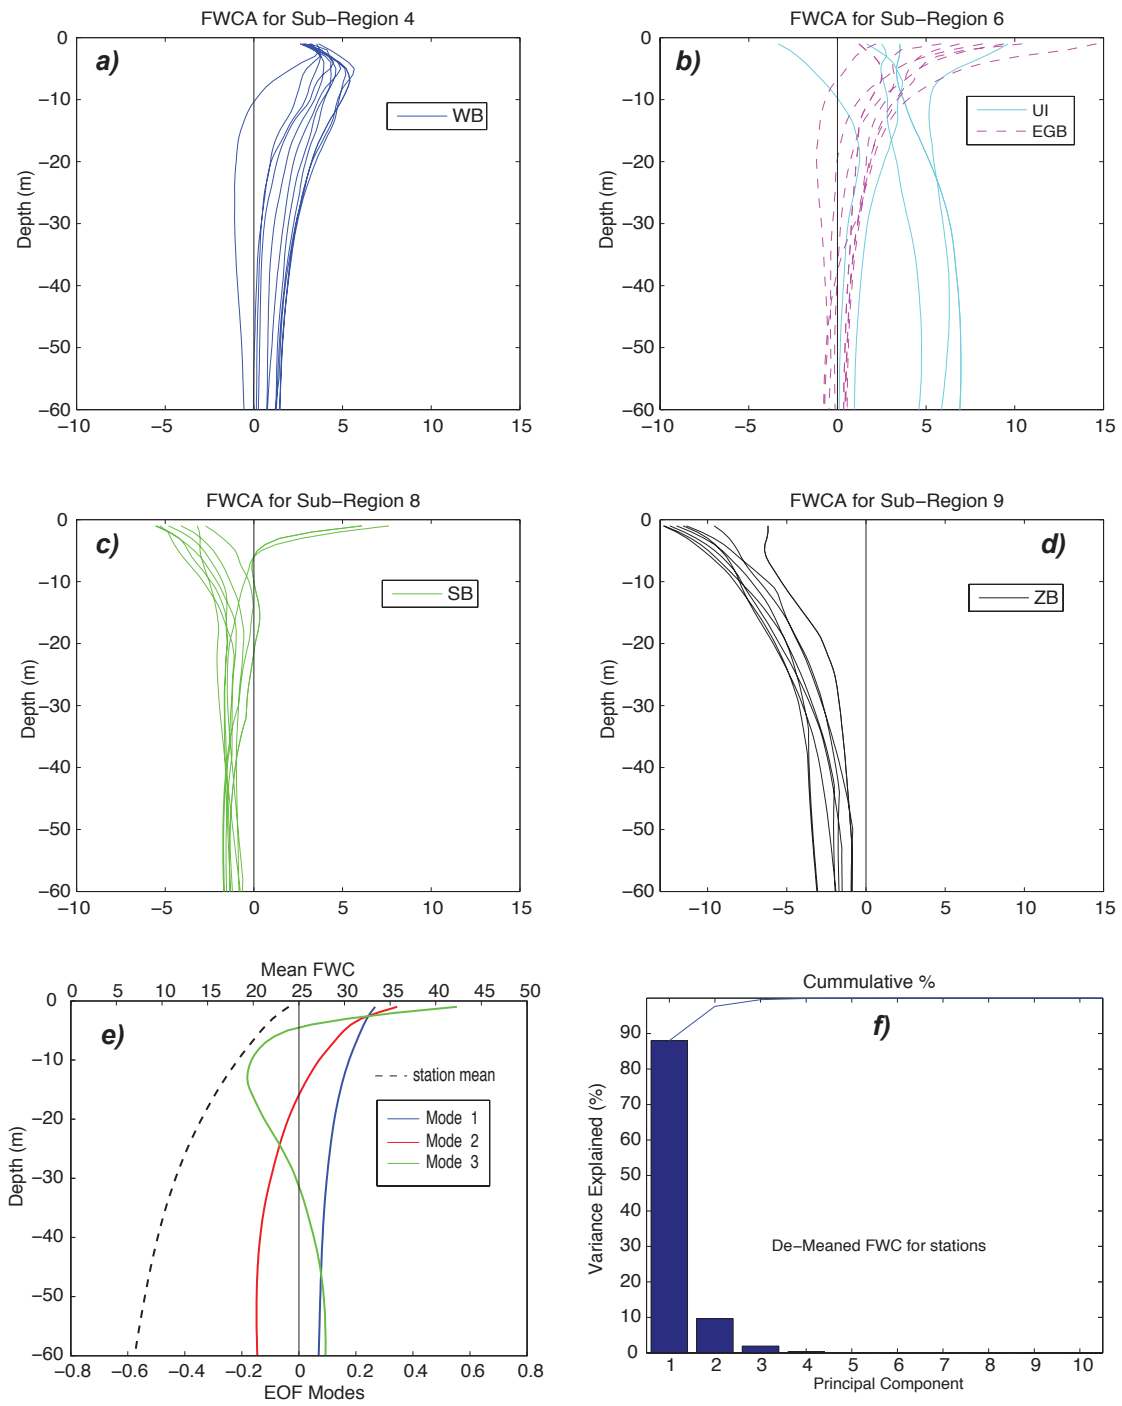 FWCA for Sub-Region 4
a)
WB
Depth (m)
0
-10
-20
-30
-40
-50
-60
-10 -5 0 5 10 15
FWCA for Sub-Region 6
b)
UI
EGB
Depth (m)
0
-10
-20
-30
-40
-50
-60
-10 -5 0 5 10 15
FWCA for Sub-Region 8
c)
SB
Depth (m)
0
-10
-20
-30
-40
-50
-60
-10 -5 0 5 10 15
FWCA for Sub-Region 9
d)
ZB
Depth (m)
0
-10
-20
-30
-40
-50
-60
-10 -5 0 5 10 15
Mean FWC
0 5 10 15 20 25 30 35 40 45 50
e)
station mean
Mode 1
Mode 2
Mode 3
Depth (m)
0
-10
-20
-30
-40
-50
-60
-0.8 -0.6 -0.4 -0.2 0 0.2 0.4 0.6 0.8
EOF Modes
Cummulative %
f)
De-Meaned FWC for stations
Variance Explained (%)
90
80
70
60
50
40
30
20
10
0
1 2 3 4 5 6 7 8 9 10
Principal Component